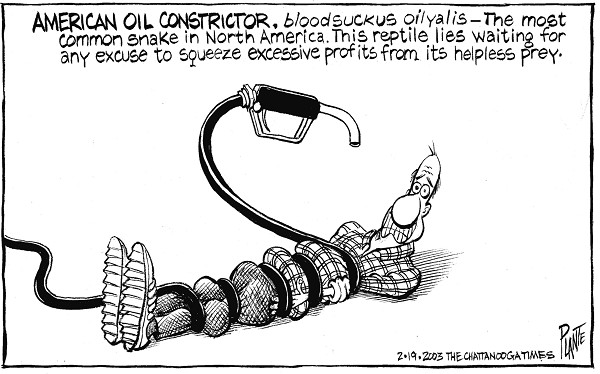 AMERICAN OIL CONSTRICTOR. bloodsuckus oilyalis - The most
common snake in North America. This reptile lies waiting for
any excuse to squeeze excessive profits from its helpless prey.
PLANTE
2·19·2003 THE CHATTANOOGA TIMES